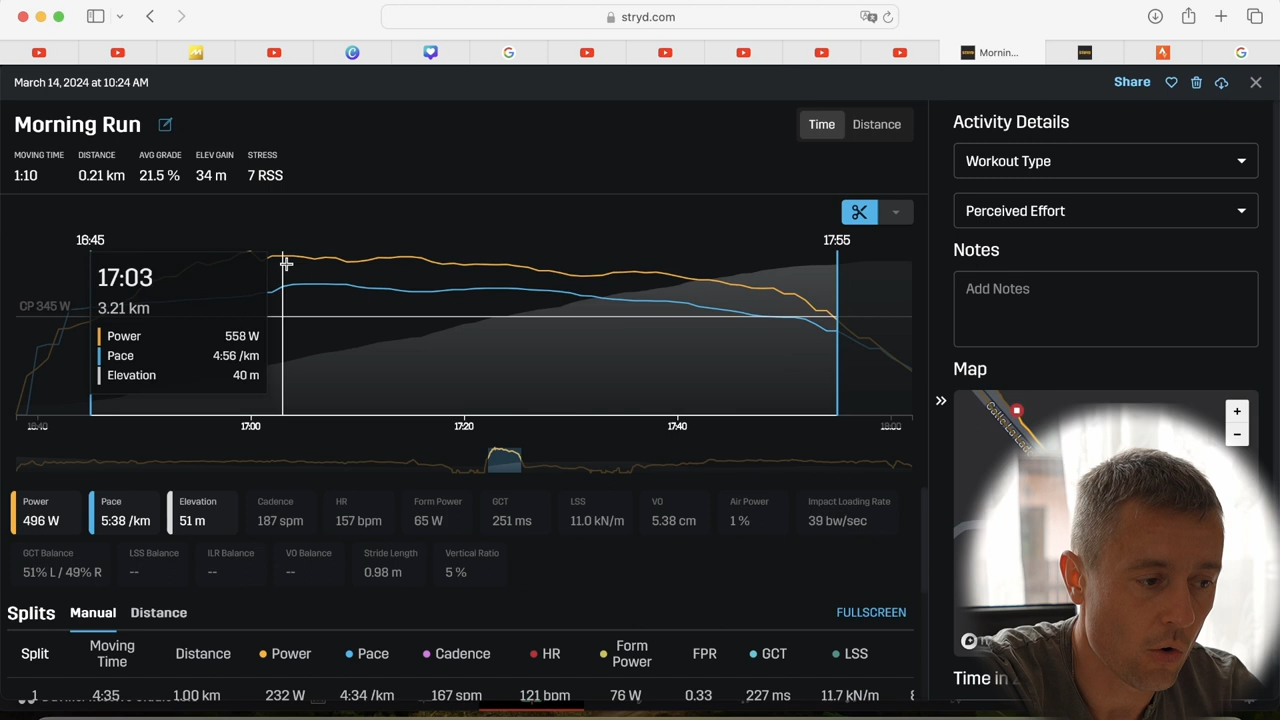 stryd.com
Mornin...
March 14, 2024 at 10:24 AM
Share
Morning Run
Time Distance
MOVING TIME DISTANCE AVG GRADE ELEV GAIN STRESS
1:10 0.21 km 21.5 % 34 m 7 RSS
16:45 17:55
17:03
3.21 km
CP 345 W
Power 558 W
Pace 4:56 /km
Elevation 40 m
16:40 17:00 17:20 17:40 18:00
Power Pace Elevation Cadence HR Form Power GCT LSS VO Air Power Impact Loading Rate
496 W 5:38 /km 51 m 187 spm 157 bpm 65 W 251 ms 11.0 kN/m 5.38 cm 1 % 39 bw/sec
GCT Balance LSS Balance ILR Balance VO Balance Stride Length Vertical Ratio
51% L / 49% R -- -- -- 0.98 m 5 %
Splits Manual Distance FULLSCREEN
Split Moving Time Distance Power Pace Cadence HR Form Power FPR GCT LSS
1 4:35 1.00 km 232 W 4:34 /km 167 spm 121 bpm 76 W 0.33 227 ms 11.7 kN/m
Activity Details
Workout Type
Perceived Effort
Notes
Add Notes
Map
Calle La Lad
Time in